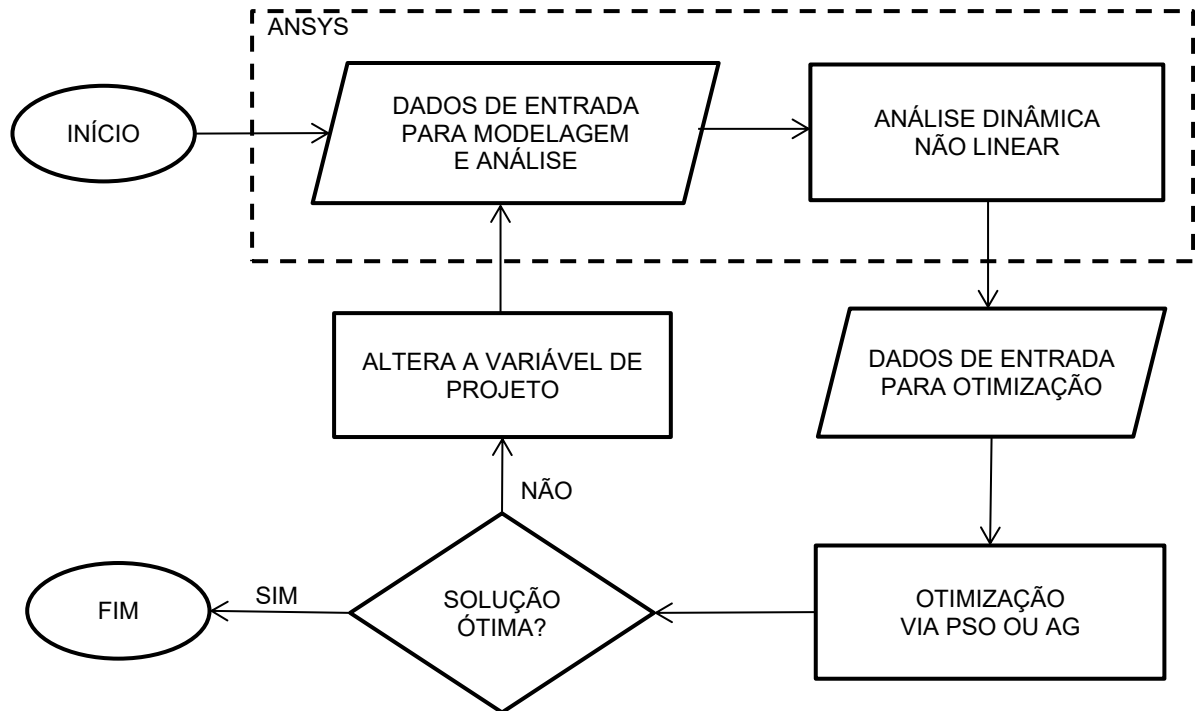 ANSYS
INÍCIO
DADOS DE ENTRADA
PARA MODELAGEM
E ANÁLISE
ANÁLISE DINÂMICA
NÃO LINEAR
ALTERA A VARIÁVEL DE
PROJETO
DADOS DE ENTRADA
PARA OTIMIZAÇÃO
NÃO
FIM
SIM
SOLUÇÃO
ÓTIMA?
OTIMIZAÇÃO
VIA PSO OU AG